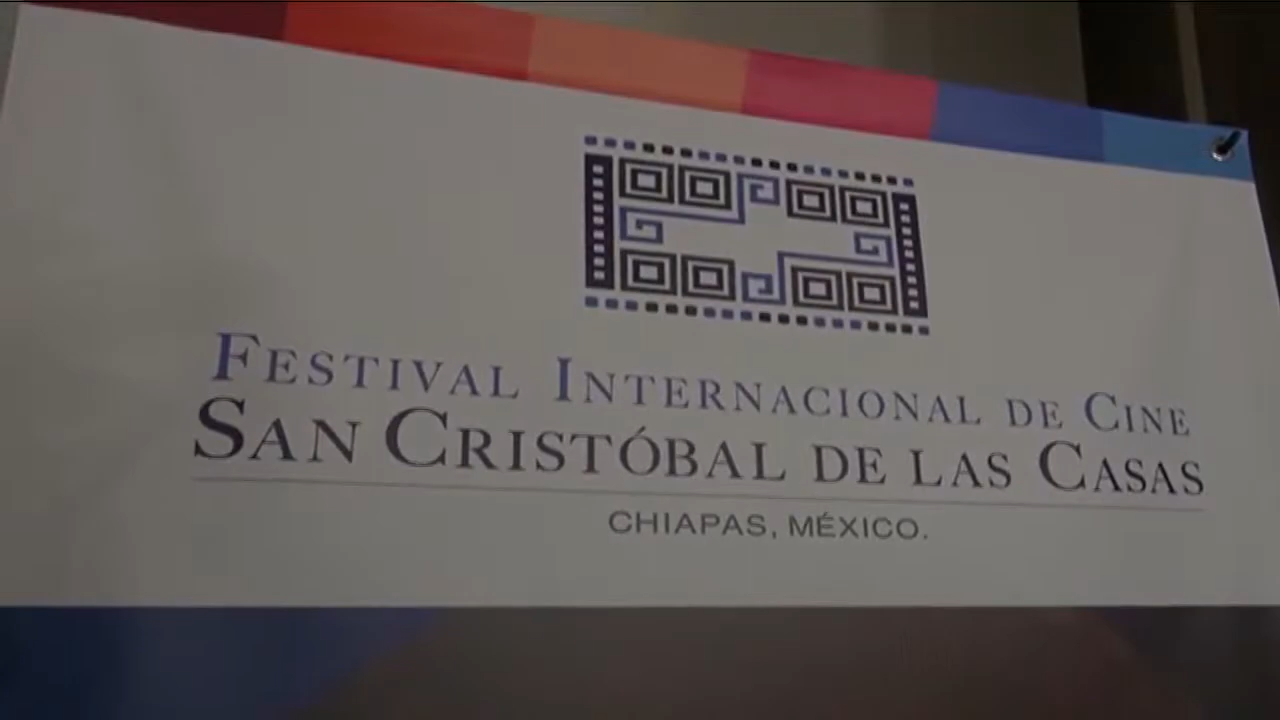 FESTIVAL INTERNACIONAL DE CINE
SAN CRISTÓBAL DE LAS CASAS
CHIAPAS, MÉXICO.